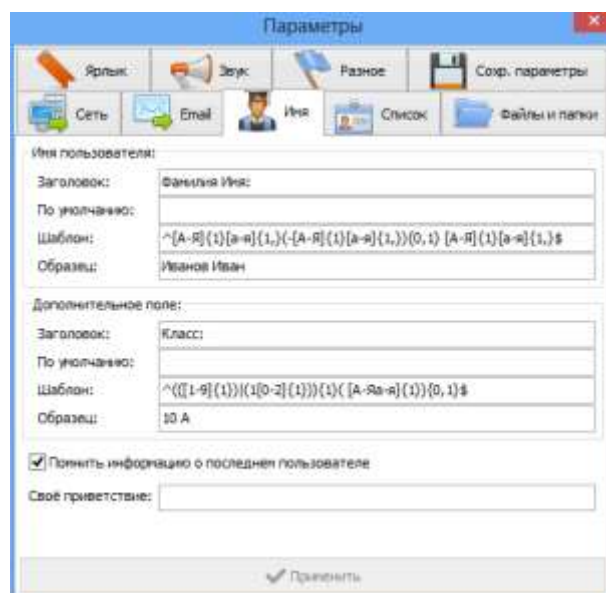 Параметры
Ярлык Звук Разное Сохр. параметры
Сеть Email Имя Список Файлы и папки
Имя пользователя:
Заголовок: Фамилия Имя:
По умолчанию:
Шаблон: ^[А-Я]{1}[а-я]{1,}(-[А-Я]{1}[а-я]{1,}){0,1} [А-Я]{1}[а-я]{1,}$
Образец: Иванов Иван
Дополнительное поле:
Заголовок: Класс:
По умолчанию:
Шаблон: ^(([1-9]{1})|(1[0-2]{1})){1}( [А-Яа-я]{1}){0,1}$
Образец: 10 А
Помнить информацию о последнем пользователе
Своё приветствие:
Применить